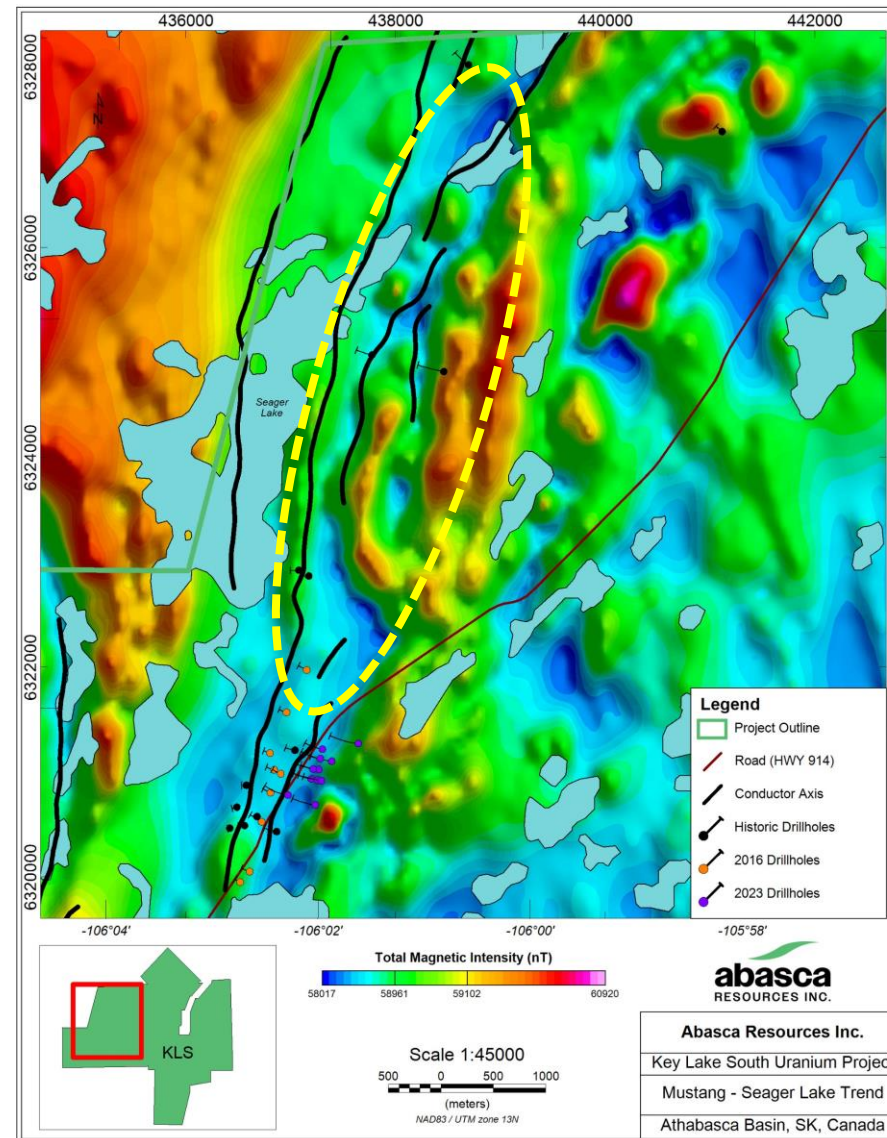 436000 438000 440000 442000
6328000
6326000
6324000
6322000
6320000
N
Seager
Lake
Legend
Project Outline
Road (HWY 914)
Conductor Axis
Historic Drillholes
2016 Drillholes
2023 Drillholes
-106°04' -106°02' -106°00' -105°58'
KLS
Total Magnetic Intensity (nT)
58017 58961 59102 60920
Scale 1:45000
500 0 500 1000
(meters)
NAD83 / UTM zone 13N
abasca
RESOURCES INC.
Abasca Resources Inc.
Key Lake South Uranium Projec
Mustang - Seager Lake Trend
Athabasca Basin, SK, Canada